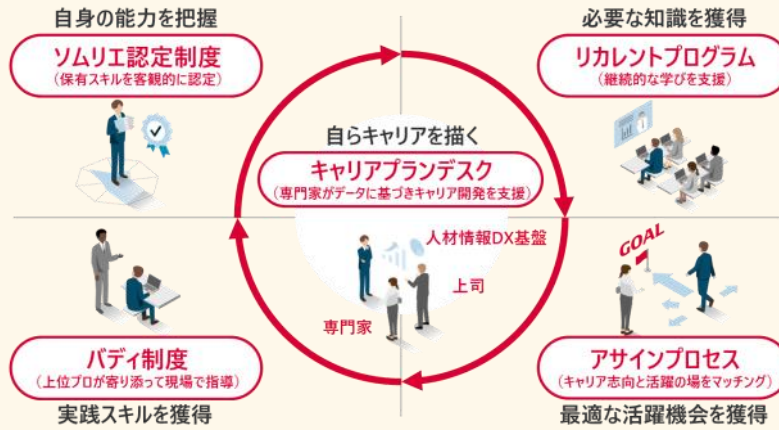 自身の能力を把握
ソムリエ認定制度
(保有スキルを客観的に認定)
必要な知識を獲得
リカレントプログラム
(継続的な学びを支援)
自らキャリアを描く
キャリアプランデスク
(専門家がデータに基づきキャリア開発を支援)
人材情報DX基盤
上司
専門家
GOAL
バディ制度
(上位プロが寄り添って現場で指導)
実践スキルを獲得
アサインプロセス
(キャリア志向と活躍の場をマッチング)
最適な活躍機会を獲得